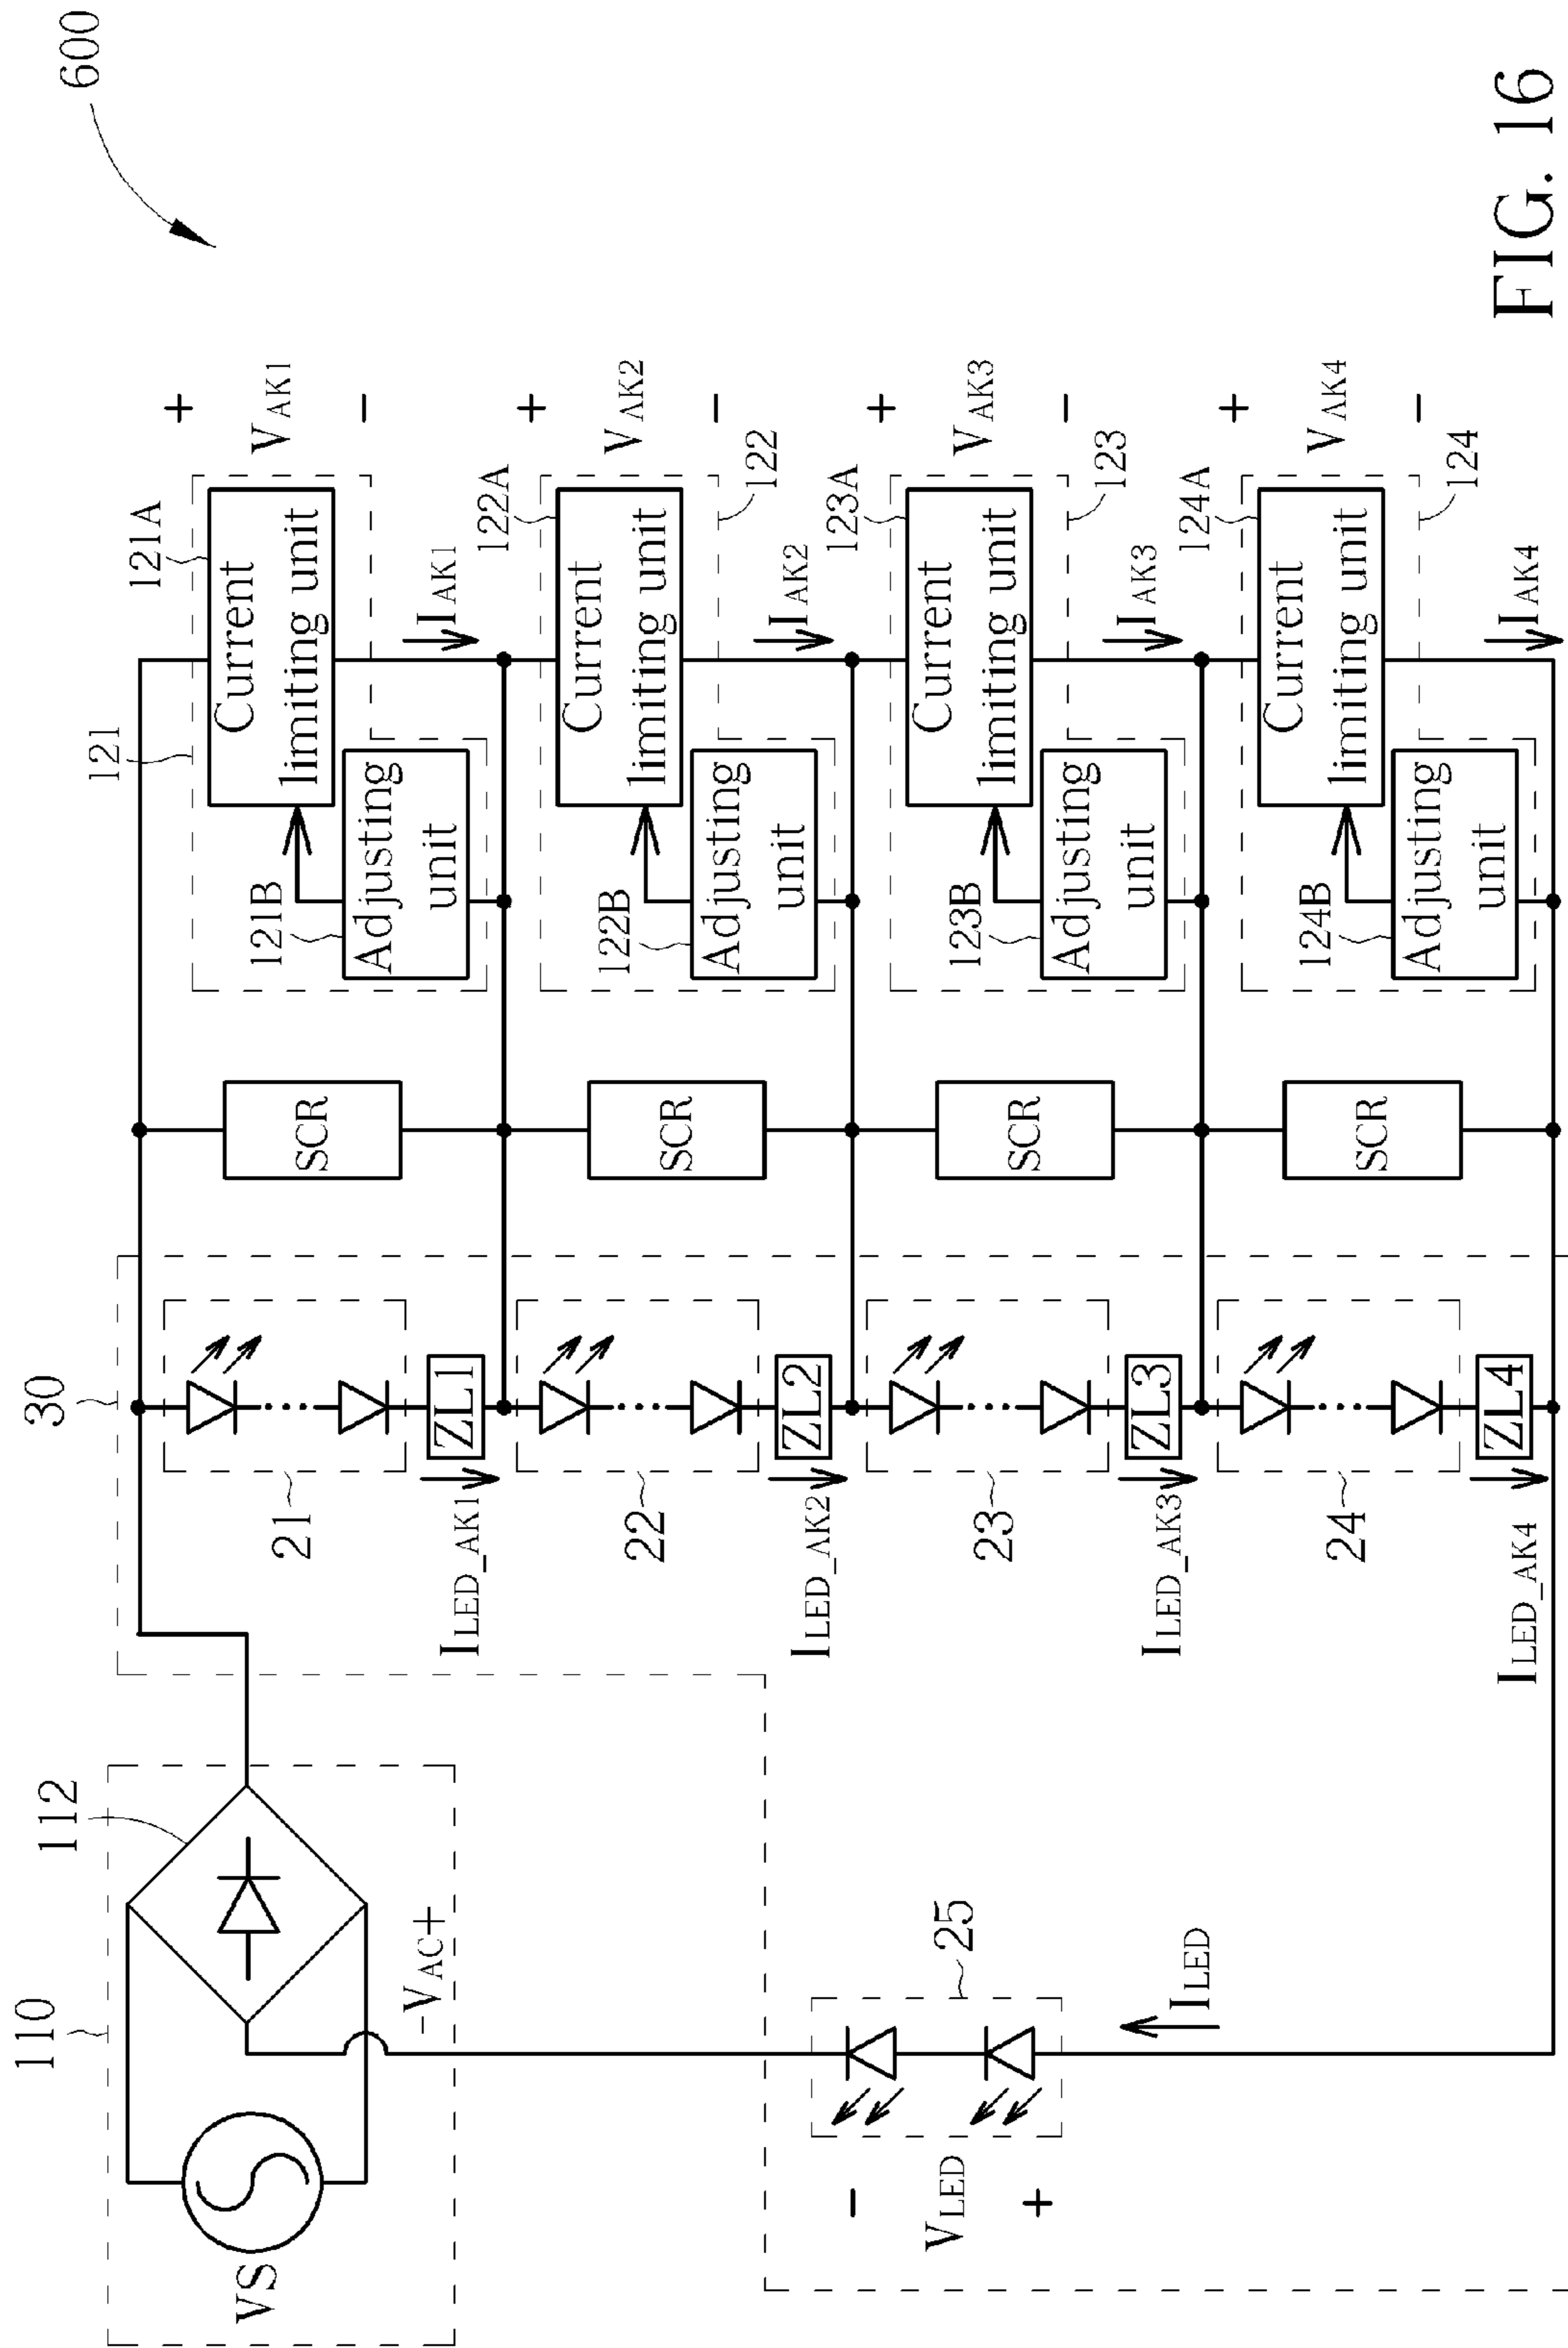 600
FIG. 16
30
110
112
VS
-VAC+
VLED
-
+
25
ILED
21
22
23
24
ZL1
ZL2
ZL3
ZL4
ILED_AK1
ILED_AK2
ILED_AK3
ILED_AK4
SCR
SCR
SCR
SCR
121
121A
Current
limiting unit
121B
Adjusting
unit
+
VAK1
-
IAK1
122A
Current
limiting unit
122B
Adjusting
unit
+
VAK2
-
122
IAK2
123A
Current
limiting unit
123B
Adjusting
unit
+
VAK3
-
123
IAK3
124A
Current
limiting unit
124B
Adjusting
unit
+
VAK4
-
124
IAK4